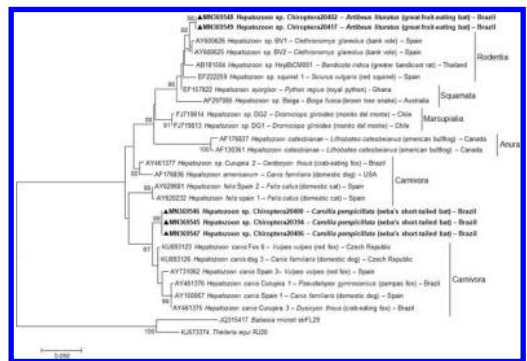 MN369548 Hepatozoon sp. Chiroptera20402 – Artibeus lituratus (great fruit eating bat) – Brazil
MN369549 Hepatozoon sp. Chiroptera20417 – Artibeus lituratus (great fruit eating bat) – Brazil
AY600626 Hepatozoon sp BV1 – Clethrionomys glareolus (bank vole) – Spain
AY600625 Hepatozoon sp BV2 – Clethrionomys glareolus (bank vole) – Spain
AB181504 Hepatozoon sp HepBiCM001 – Bandicota indica (greater bandicoot rat) – Thailand
EF222259 Hepatozoon sp squirrel 1 – Sciurus vulgaris (red squirrel) – Spain
Rodentia
EF157822 Hepatozoon ayorgbor – Python regius (royal python) – Ghana
AF297085 Hepatozoon sp Boiga – Boiga fusca (brown tree snake) – Australia
Squamata
FJ719814 Hepatozoon sp DG2 – Dromiciops gliroides (monito del monte) – Chile
FJ719813 Hepatozoon sp DG1 – Dromiciops gliroides (monito del monte) – Chile
Marsupialia
AF176837 Hepatozoon catesbianae – Lithobates catesbeianus (american bullfrog) – Canada
AF130361 Hepatozoon catesbianae – Lithobates catesbeianus (american bullfrog) – Canada
Anura
AY461377 Hepatozoon sp Curupira 2 – Cerdocyon thous (crab-eating fox) – Brazil
AF176836 Hepatozoon americanum – Canis familiaris (domestic dog) – USA
AY620681 Hepatozoon felis Spain 2 – Felis catus (domestic cat) – Spain
AY620232 Hepatozoon felis spain 1 – Felis catus (domestic cat) – Spain
Carnivora
MN369546 Hepatozoon sp. Chiroptera20400 – Carollia perspicillata (seba's short tailed bat) – Brazil
MN369545 Hepatozoon sp. Chiroptera20394 – Carollia perspicillata (seba's short tailed bat) – Brazil
MN369547 Hepatozoon sp. Chiroptera20406 – Carollia perspicillata (seba's short tailed bat) – Brazil
KU893123 Hepatozoon canis Fox 6 – Vulpes vulpes (red fox) – Czech Republic
KU893126 Hepatozoon canis dog 3 – Canis familiaris (domestic dog) – Czech Republic
AY731062 Hepatozoon canis Spain 3 – Vulpes vulpes (red fox) – Spain
AY461376 Hepatozoon canis Curupira 1 – Pseudalopex gymnocercus (pampas fox) – Brazil
AY150067 Hepatozoon canis Spain 1 – Canis familiaris (domestic dog) – Spain
AY461375 Hepatozoon canis Curupira 3 – Dusicyon thous (crab-eating fox) – Brazil
Carnivora
JQ315417 Babesia microti
KJ573374 Theileria equi RJ20
100
0.050